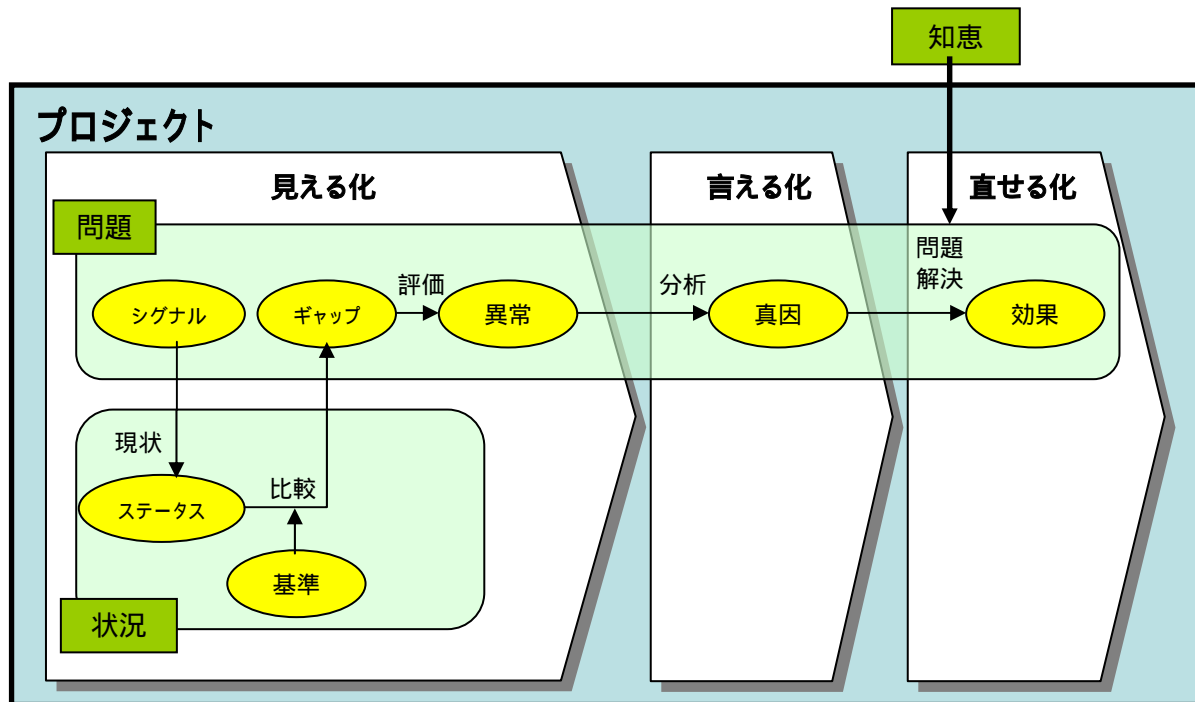 知恵
プロジェクト
見える化
言える化
直せる化
問題
シグナル
ギャップ
評価
異常
分析
真因
問題
解決
効果
現状
ステータス
比較
基準
状況